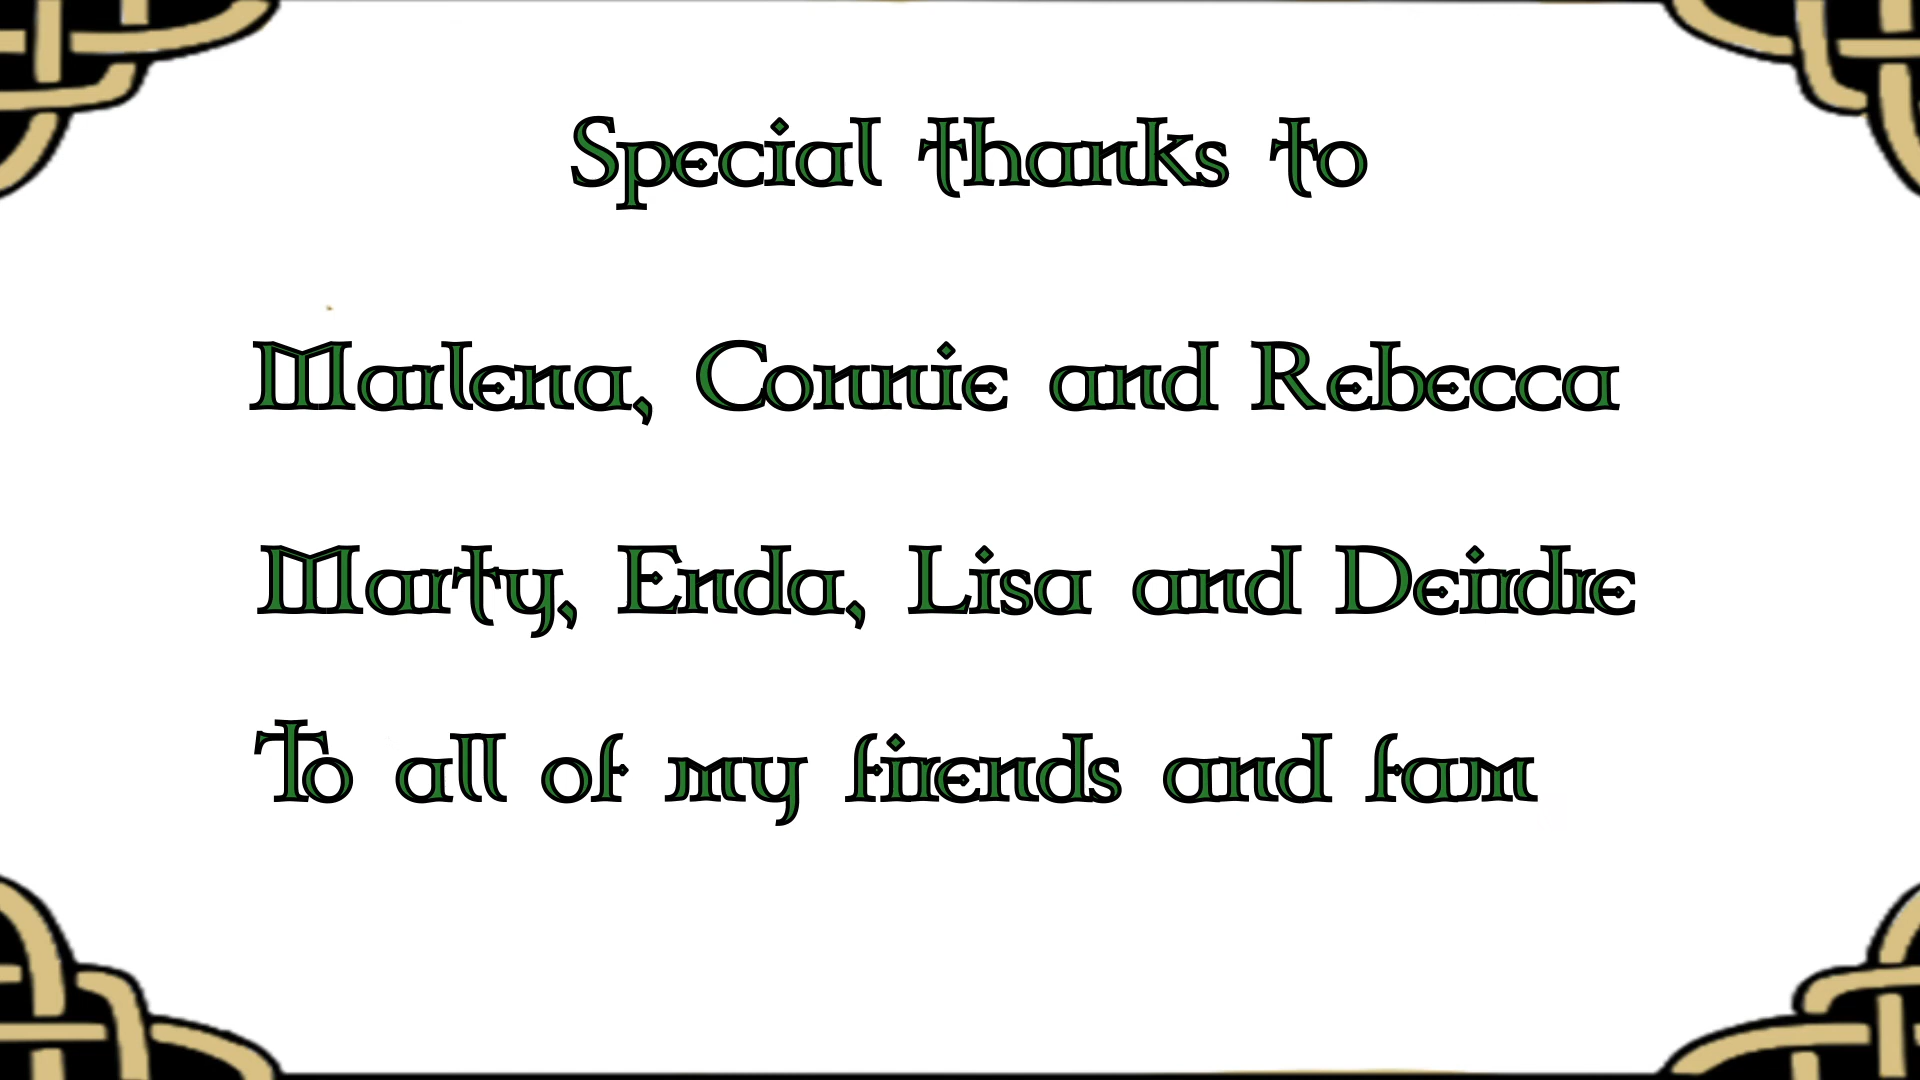 Special thanks to
Marlena, Connie and Rebecca
Marty, Enda, Lisa and Deirdre
To all of my firends and fam